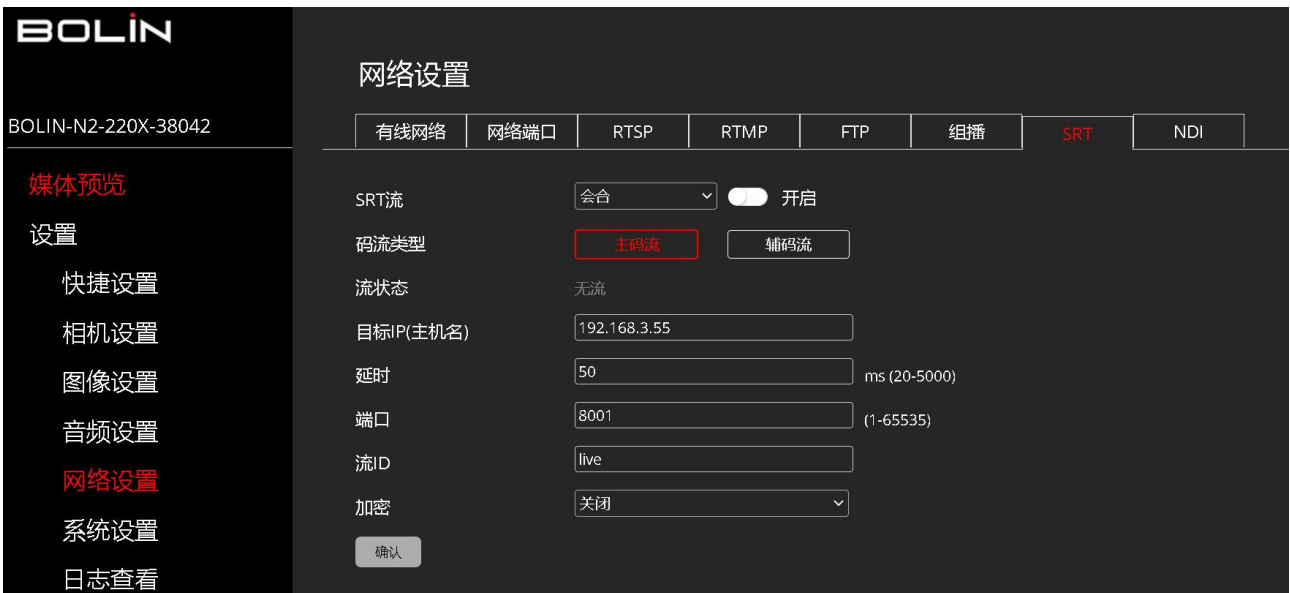 BOLIN
BOLIN-N2-220X-38042
媒体预览
设置
快捷设置
相机设置
图像设置
音频设置
网络设置
系统设置
日志查看
网络设置
有线网络 网络端口 RTSP RTMP FTP 组播 SRT NDI
SRT流 会合 开启
码流类型 主码流 辅码流
流状态 无流
目标IP(主机名) 192.168.3.55
延时 50 ms (20-5000)
端口 8001 (1-65535)
流ID live
加密 关闭
确认